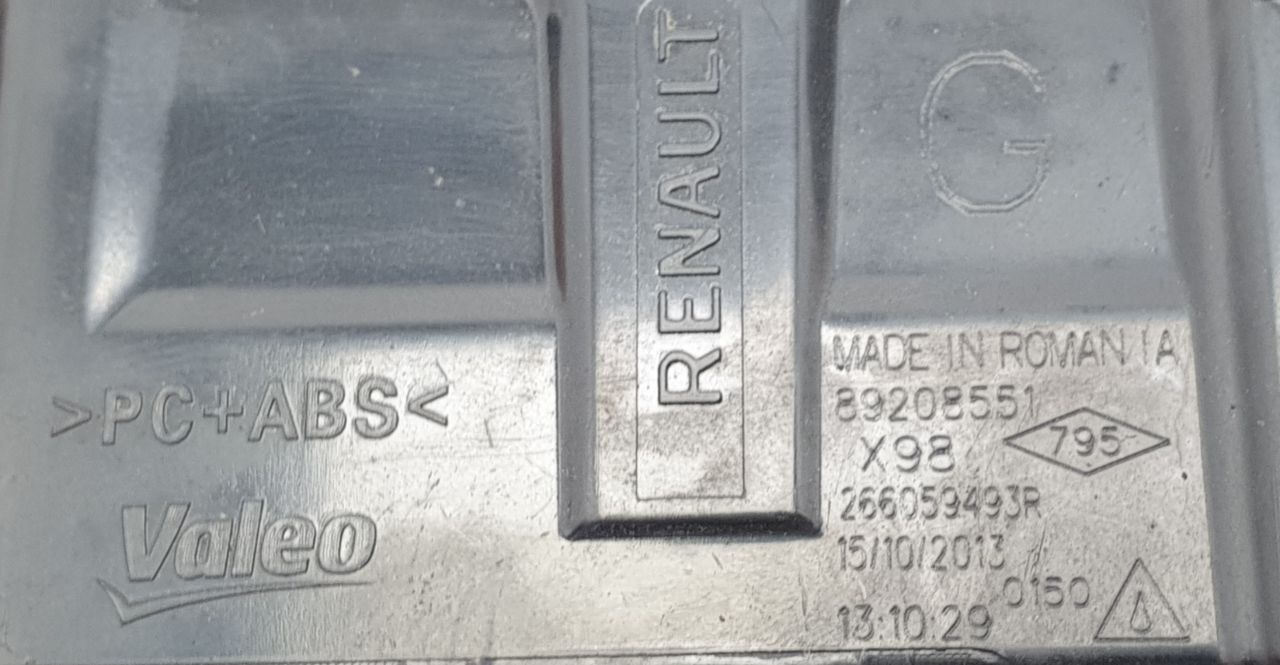 RENAULT
G
>PC+ABS<
Valeo
MADE IN ROMANIA
89208551
X98
795
266059493R
15/10/2013
0150
13:10:29